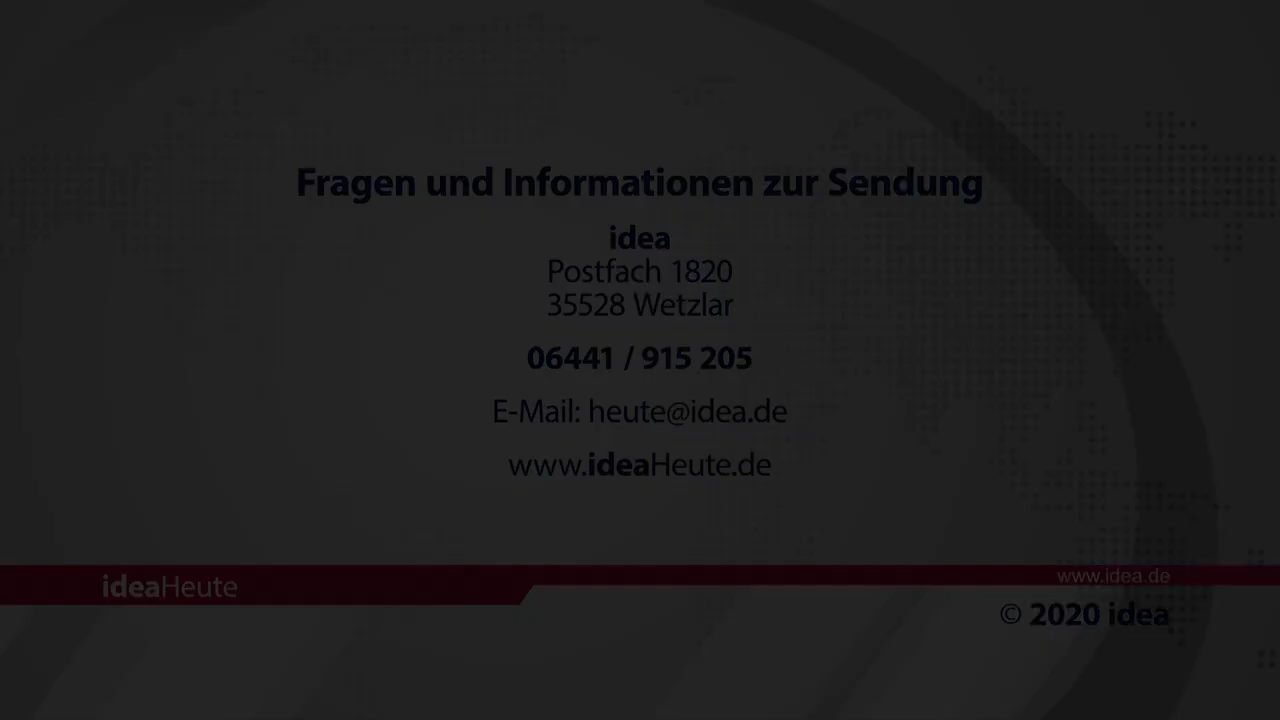 Fragen und Informationen zur Sendung
idea
Postfach 1820
35528 Wetzlar
06441 / 915 205
E-Mail: heute@idea.de
www.ideaHeute.de
ideaHeute
www.idea.de
© 2020 idea